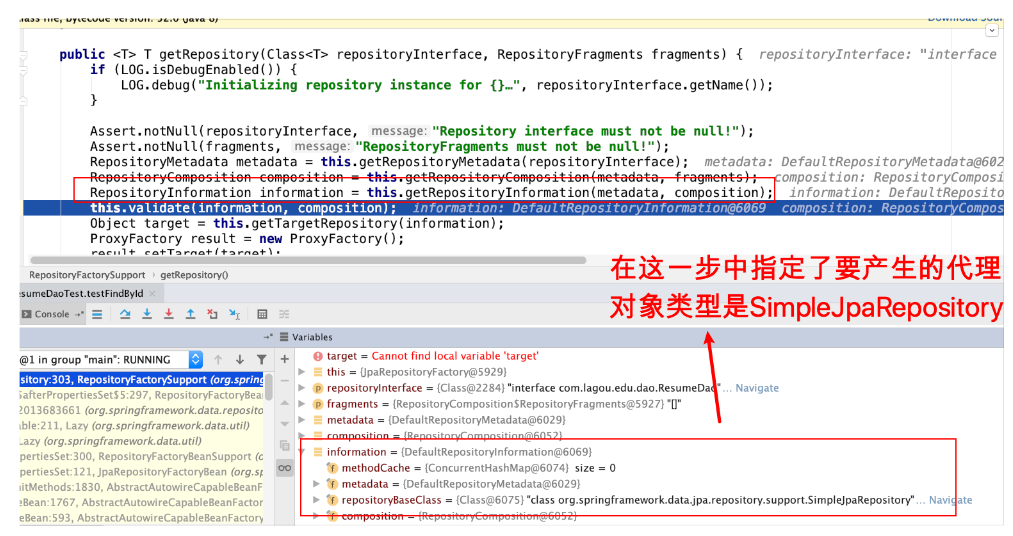 class file, bytecode version: 52.0 (Java 8)
public <T> T getRepository(Class<T> repositoryInterface, RepositoryFragments fragments) {  repositoryInterface: "interface
if (LOG.isDebugEnabled()) {
LOG.debug("Initializing repository instance for {}…", repositoryInterface.getName());
}
Assert.notNull(repositoryInterface, message: "Repository interface must not be null!");
Assert.notNull(fragments, message: "RepositoryFragments must not be null!");
RepositoryMetadata metadata = this.getRepositoryMetadata(repositoryInterface);  metadata: DefaultRepositoryMetadata@602
RepositoryComposition composition = this.getRepositoryComposition(metadata, fragments);  composition: RepositoryComposi
RepositoryInformation information = this.getRepositoryInformation(metadata, composition);  information: DefaultReposito
this.validate(information, composition);  information: DefaultRepositoryInformation@6069  composition: RepositoryCompos
Object target = this.getTargetRepository(information);
ProxyFactory result = new ProxyFactory();
result.setTarget(target);
RepositoryFactorySupport › getRepository()
在这一步中指定了要产生的代理
对象类型是SimpleJpaRepository
esumeDaoTest.testFindById ×
Console
Variables
@1 in group "main": RUNNING
target = Cannot find local variable 'target'
sitory:303, RepositoryFactorySupport (org.spring
this = {JpaRepositoryFactory@5929}
SafterPropertiesSet$5:297, RepositoryFactoryBea
repositoryInterface = {Class@2284} "interface com.lagou.edu.dao.ResumeDao"… Navigate
2013683661 (org.springframework.data.reposito
fragments = {RepositoryComposition$RepositoryFragments@5927} "[]"
able:211, Lazy (org.springframework.data.util)
metadata = {DefaultRepositoryMetadata@6029}
Lazy (org.springframework.data.util)
composition = {RepositoryComposition@6052}
pertiesSet:300, RepositoryFactoryBeanSupport (o
information = {DefaultRepositoryInformation@6069}
pertiesSet:121, JpaRepositoryFactoryBean (org.sp
methodCache = {ConcurrentHashMap@6074} size = 0
itMethods:1830, AbstractAutowireCapableBeanF
metadata = {DefaultRepositoryMetadata@6029}
eBean:1767, AbstractAutowireCapableBeanFactor
repositoryBaseClass = {Class@6075} "class org.springframework.data.jpa.repository.support.SimpleJpaRepository"… Navigate
eBean:593, AbstractAutowireCapableBeanFactory
composition = {RepositoryComposition@6052}